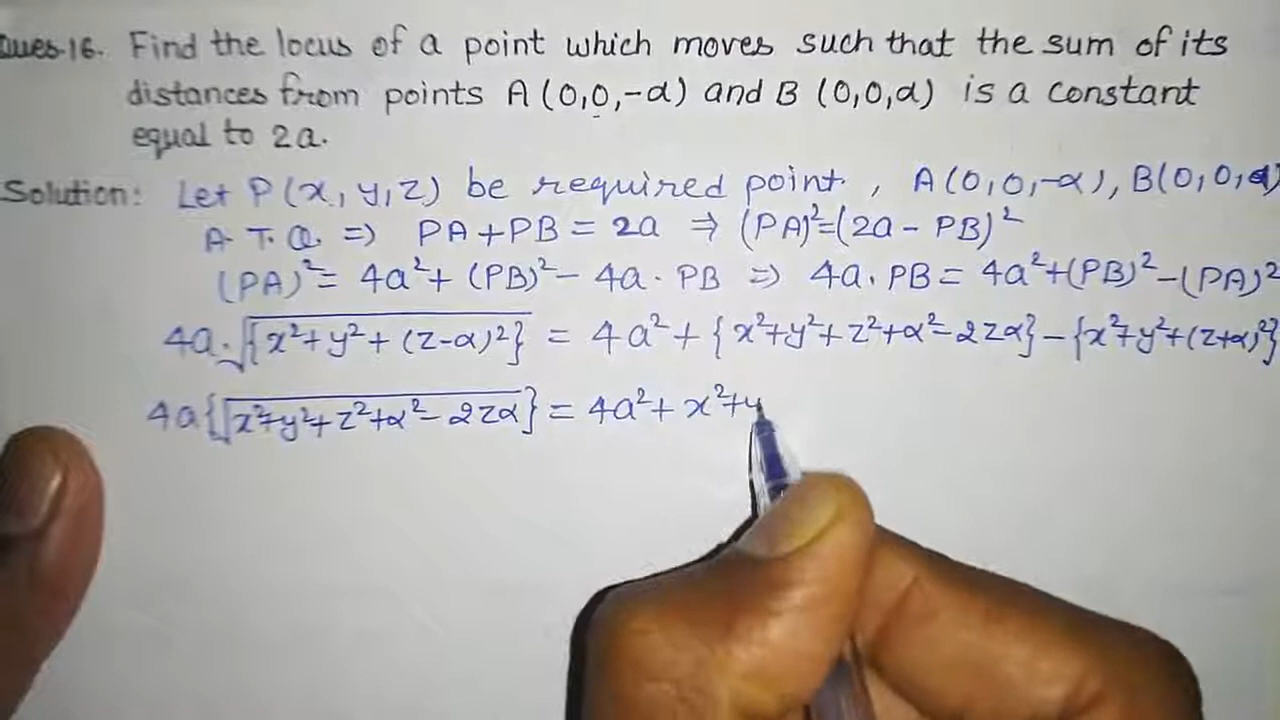 Ques.16. Find the locus of a point which moves such that the sum of its
distances from points A (0,0,-α) and B (0,0,α) is a constant
equal to 2a.
Solution: Let P(x, y, z) be required point, A(0,0,-α), B(0,0,α)
A.T.Q. => PA+PB = 2a ⇒ (PA)²=(2a - PB)²
(PA)² = 4a² + (PB)² - 4a. PB => 4a. PB = 4a²+(PB)²-(PA)²
4a.√{x²+y²+(z-α)²} = 4a² + {x²+y²+z²+α²-2zα} - {x²+y²+(z+α)²}
4a{√x²+y²+z²+α²-2zα} = 4a²+x²+y